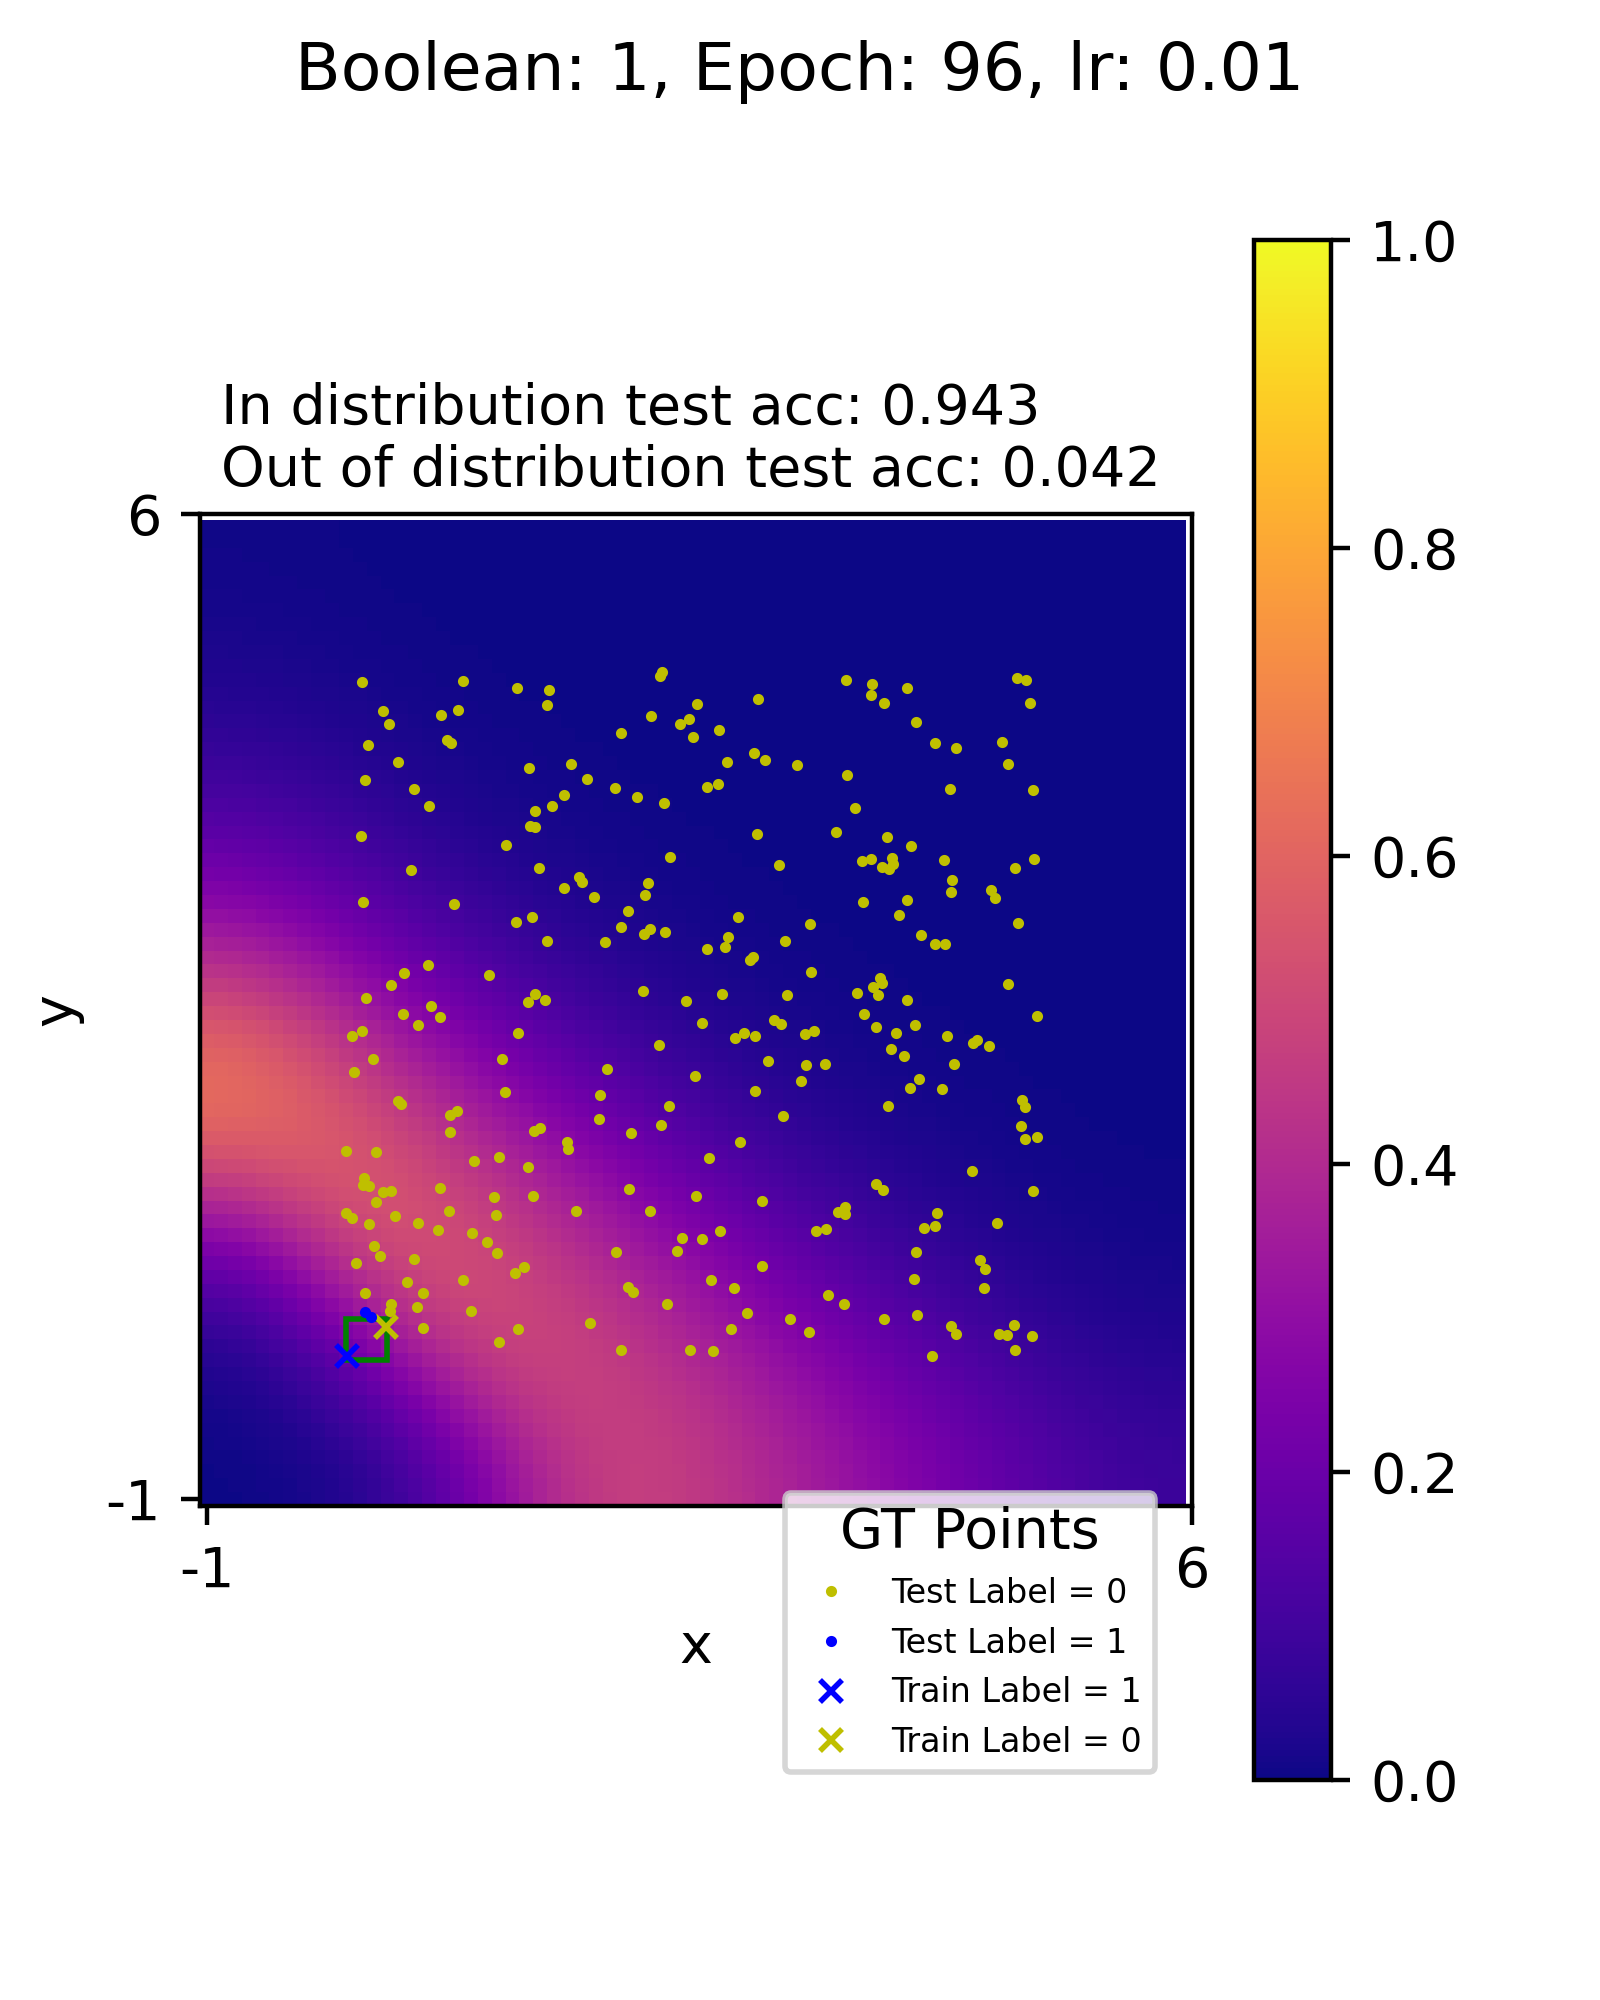 Boolean: 1, Epoch: 96, lr: 0.01
In distribution test acc: 0.943
Out of distribution test acc: 0.042
6
y
-1
-1
6
x
GT Points
Test Label = 0
Test Label = 1
Train Label = 1
Train Label = 0
1.0
0.8
0.6
0.4
0.2
0.0